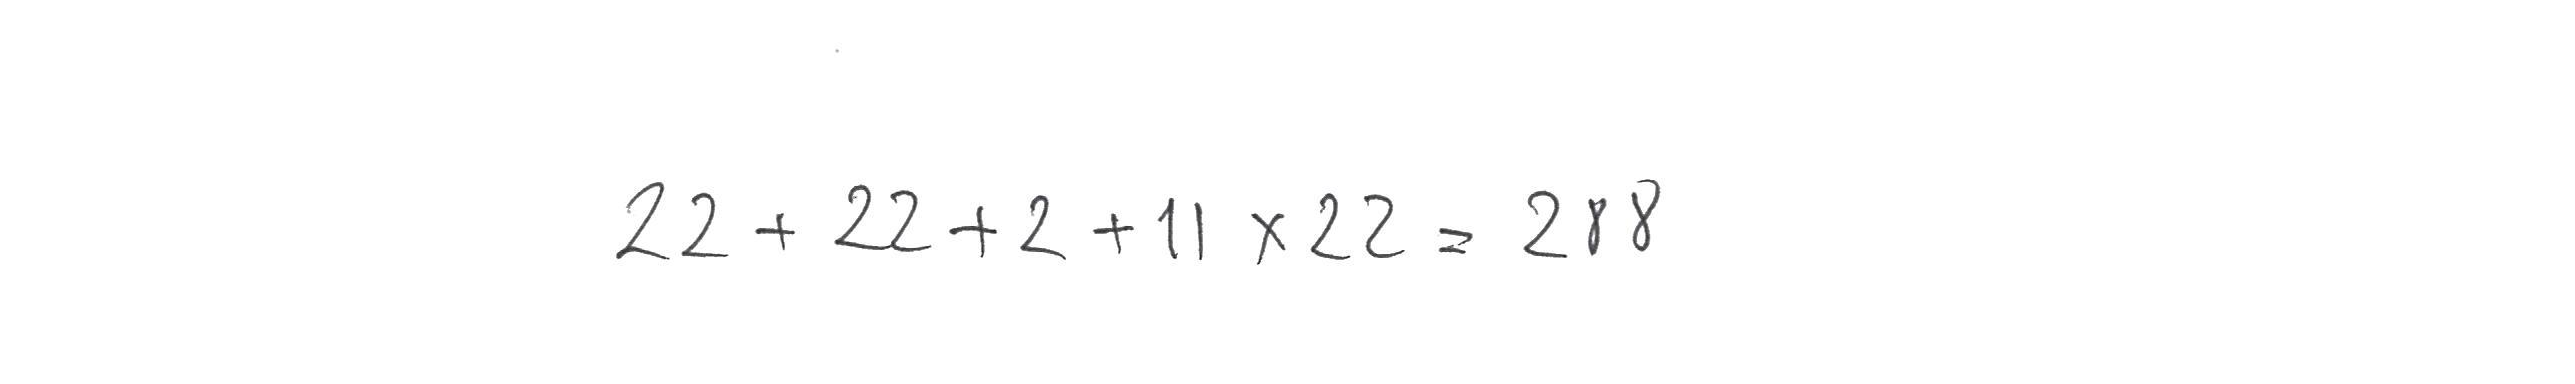 22 + 22 + 2 + 11 × 22 = 288